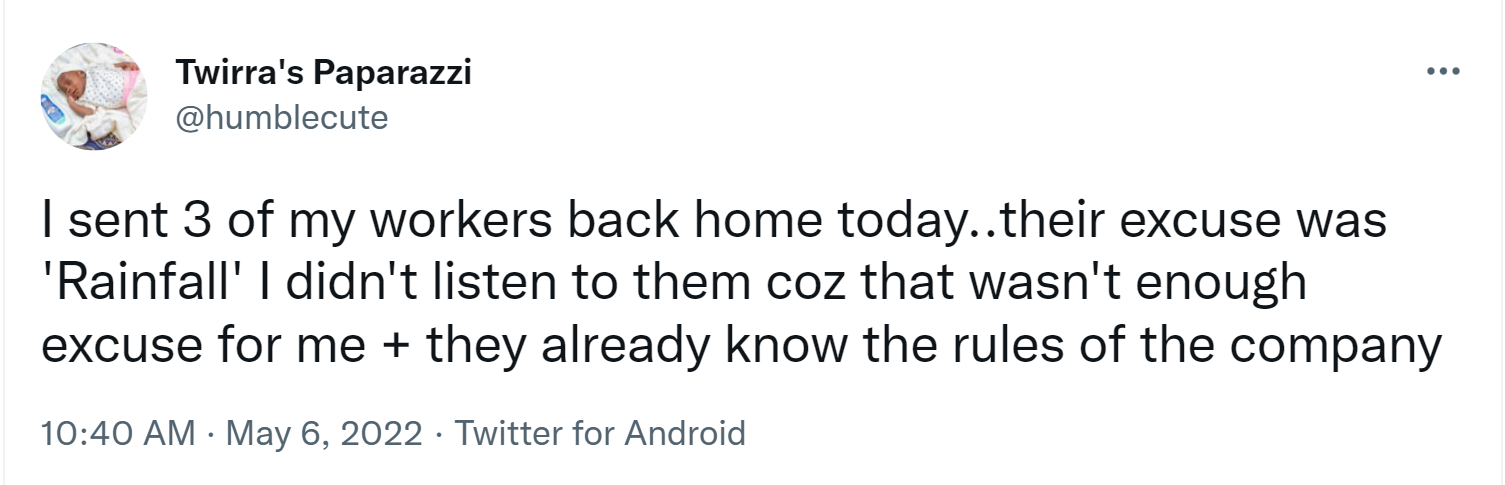 Twirra's Paparazzi
@humblecute
I sent 3 of my workers back home today..their excuse was
'Rainfall' I didn't listen to them coz that wasn't enough
excuse for me + they already know the rules of the company
10:40 AM · May 6, 2022 · Twitter for Android